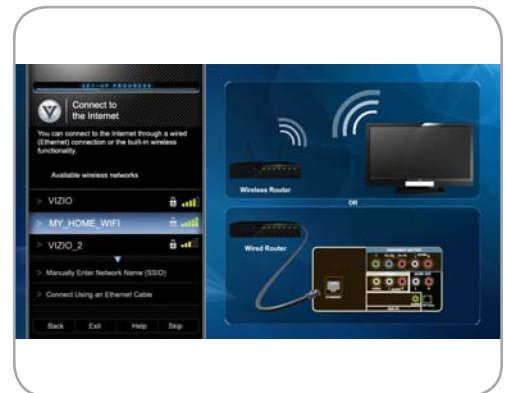 SET-UP PROGRESS
V
Connect to
the Internet
You can connect to the Internet through a wired
(Ethernet) connection or the built-in wireless
functionality.
Available wireless networks
> VIZIO
> MY_HOME_WIFI
> VIZIO_2
> Manually Enter Network Name (SSID)
> Connect Using an Ethernet Cable
Back Exit Help Skip
Wireless Router
OR
Wired Router
ETHERNET